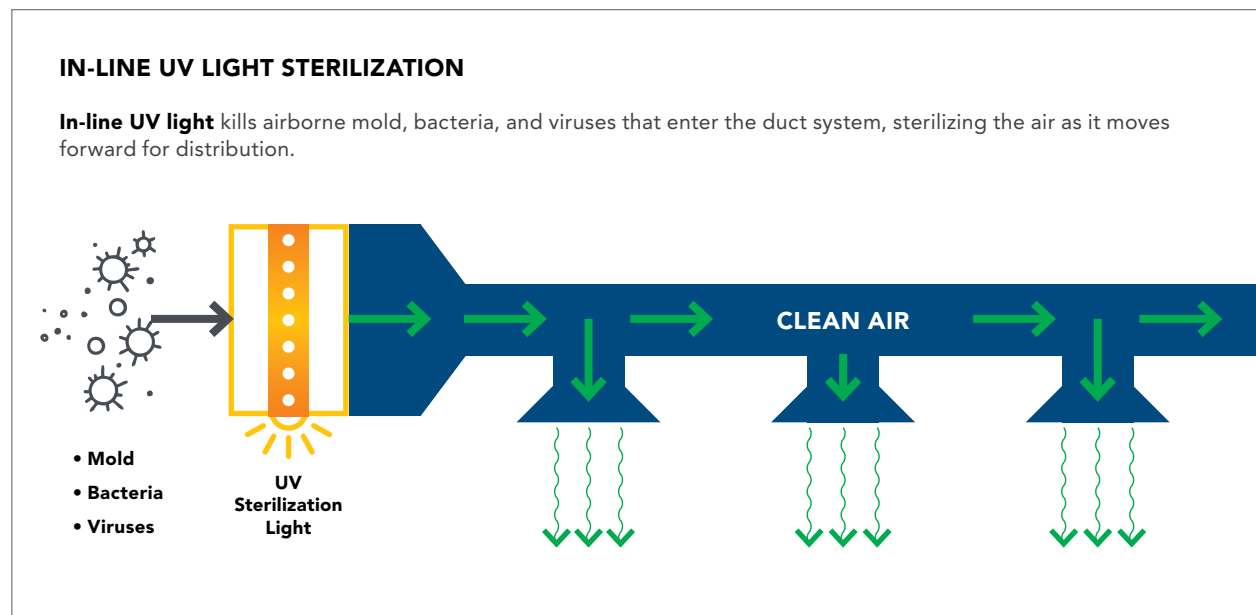 IN-LINE UV LIGHT STERILIZATION
In-line UV light kills airborne mold, bacteria, and viruses that enter the duct system, sterilizing the air as it moves
forward for distribution.
CLEAN AIR
• Mold
• Bacteria
• Viruses
UV
Sterilization
Light